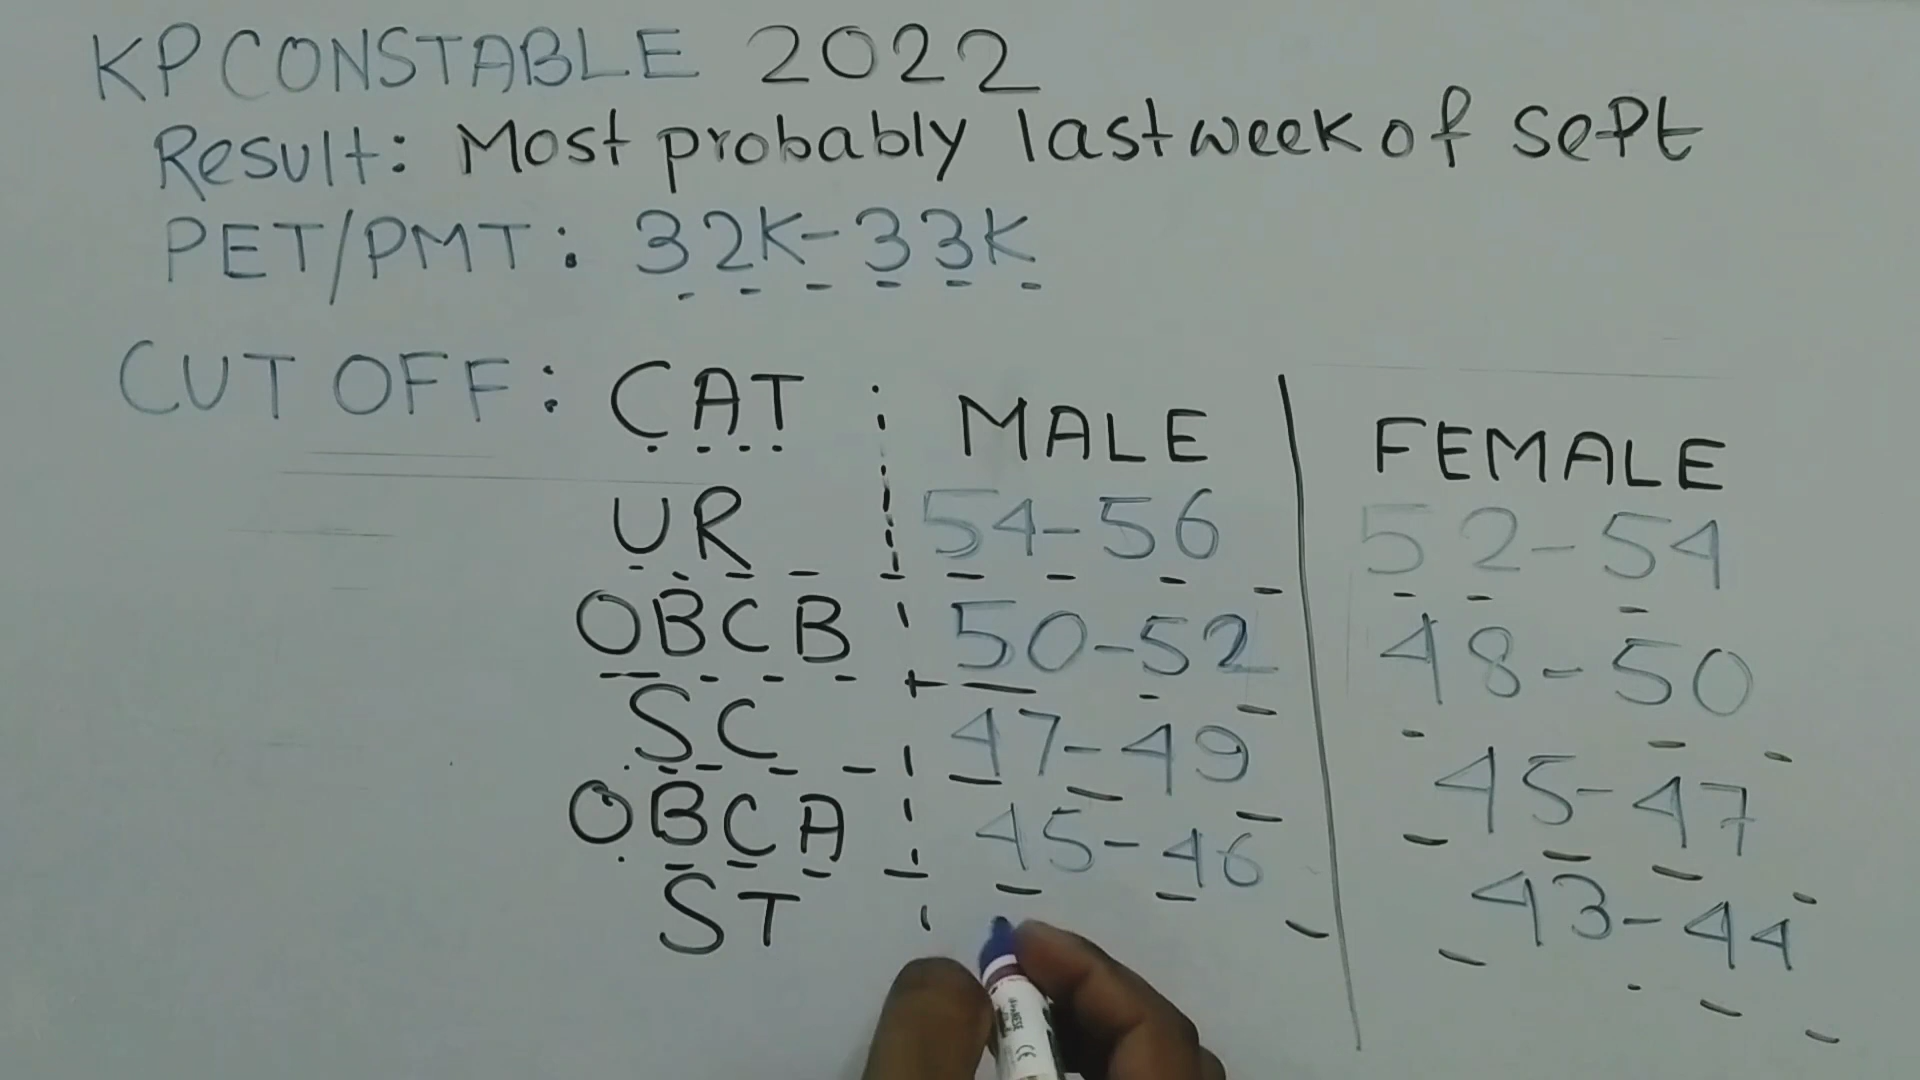 KP CONSTABLE 2022
Result: Most probably last week of sept
PET/PMT: 32K-33K
CUT OFF: CAT MALE FEMALE
UR 54-56 52-54
OBCB 50-52 48-50
SC 47-49 45-47
OBCA 45-46 43-44
ST